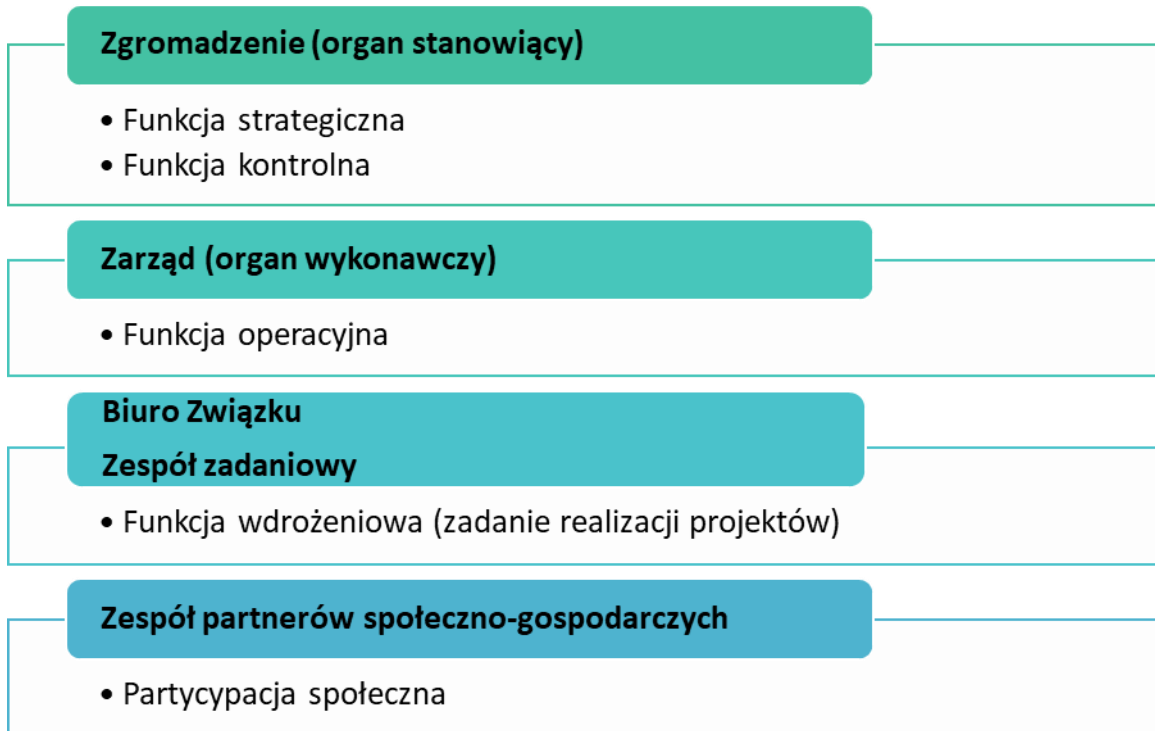 Zgromadzenie (organ stanowiący)
• Funkcja strategiczna
• Funkcja kontrolna
Zarząd (organ wykonawczy)
• Funkcja operacyjna
Biuro Związku
Zespół zadaniowy
• Funkcja wdrożeniowa (zadanie realizacji projektów)
Zespół partnerów społeczno-gospodarczych
• Partycypacja społeczna